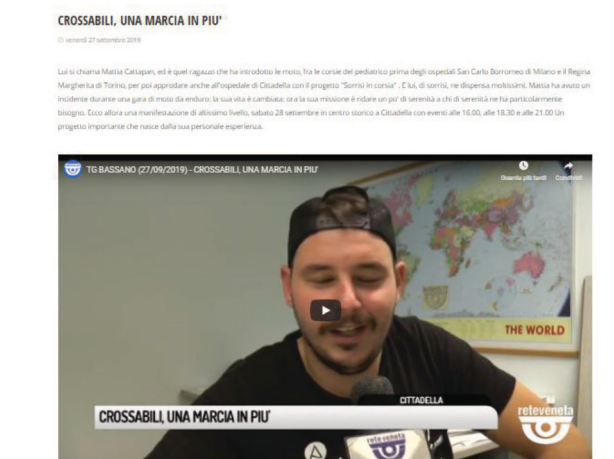 CROSSABILI, UNA MARCIA IN PIU'
venerdì 27 settembre 2019
Lui si chiama Mattia Cattapan, ed è quel ragazzo che ha introdotto le moto, fra le corsie del pediatrico prima degli ospedali San Carlo Borromeo di Milano e il Regina
Margherita di Torino, per poi approdare anche all'ospedale di Cittadella con il progetto "Sorrisi in corsia" . E lui, di sorrisi, ne dispensa moltissimi. Mattia ha avuto un
incidente durante una gara di moto da enduro: la sua vita è cambiata: ora la sua missione è ridare un po' di serenità a chi di serenità ne ha particolarmente
bisogno. Ecco allora una manifestazione di altissimo livello, sabato 28 settembre in centro storico a Cittadella con eventi alle 16.00, alle 18.30 e alle 21.00 Un
progetto importante che nasce dalla sua personale esperienza.
TG BASSANO (27/09/2019) - CROSSABILI, UNA MARCIA IN PIU'
Guarda più tardi
Condividi
THE WORLD
CITTADELLA
CROSSABILI, UNA MARCIA IN PIU'
reteveneta
rete veneta